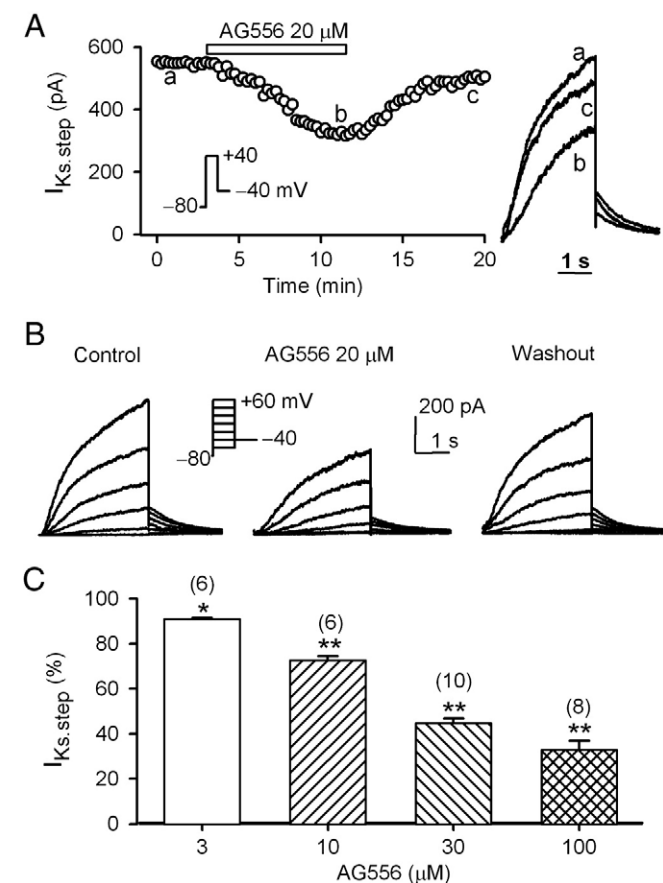 A
AG556 20 μM
600
400
200
0
I_Ks.step (pA)
a
b
c
+40
−40 mV
−80
0 5 10 15 20
Time (min)
a
c
b
1 s
B
Control
AG556 20 μM
Washout
+60 mV
−40
−80
200 pA
1 s
C
100
80
60
40
20
0
I_Ks.step (%)
(6)
*
(6)
**
(10)
**
(8)
**
3 10 30 100
AG556 (μM)